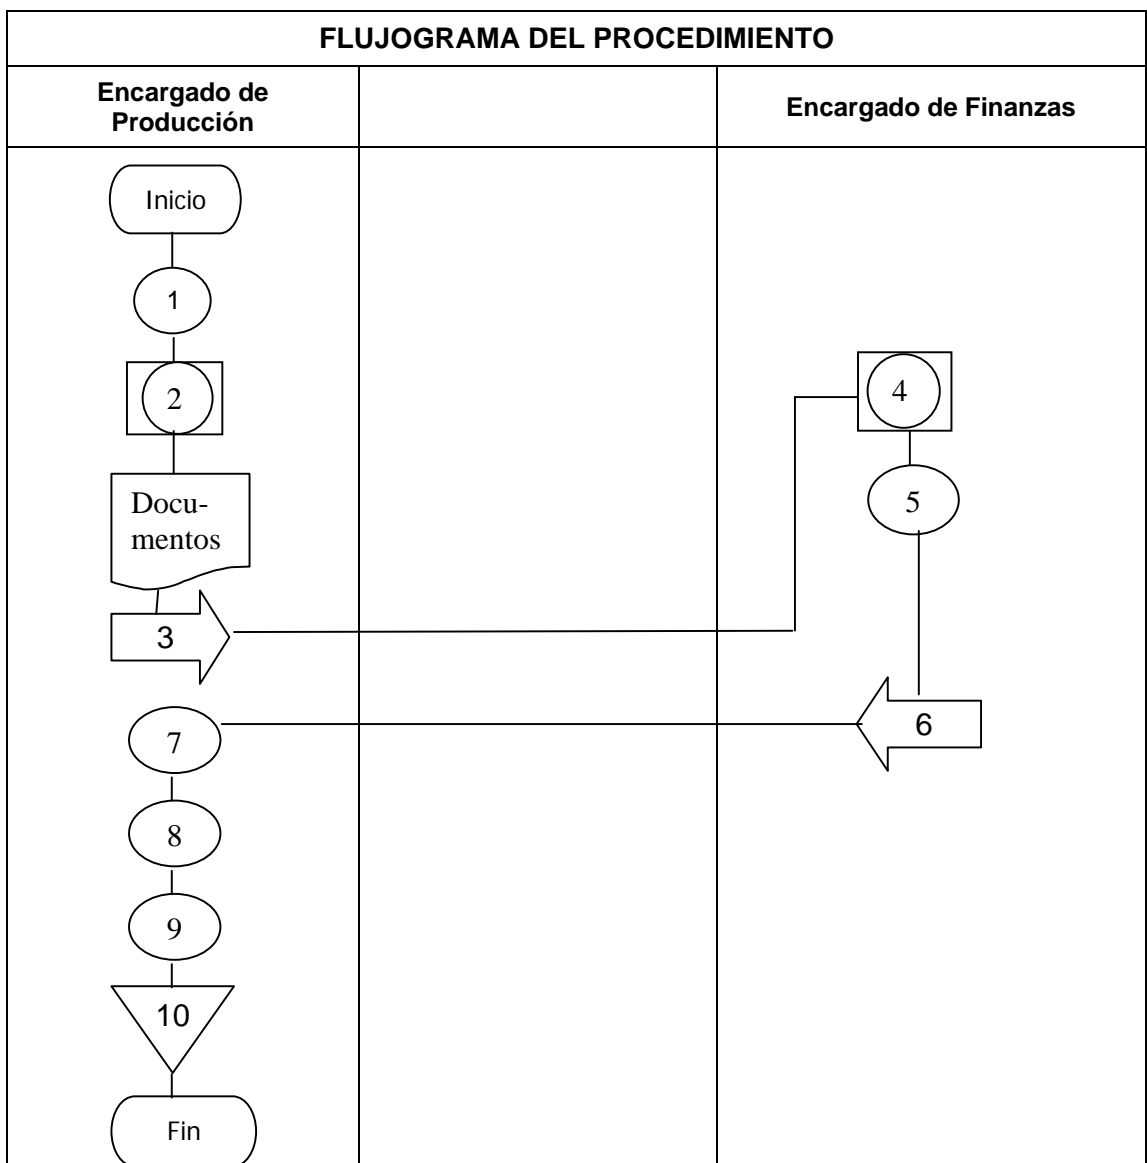 FLUJOGRAMA DEL PROCEDIMIENTO
Encargado de
Producción
Encargado de Finanzas
Inicio
1
2
Docu-
mentos
3
4
5
6
7
8
9
10
Fin